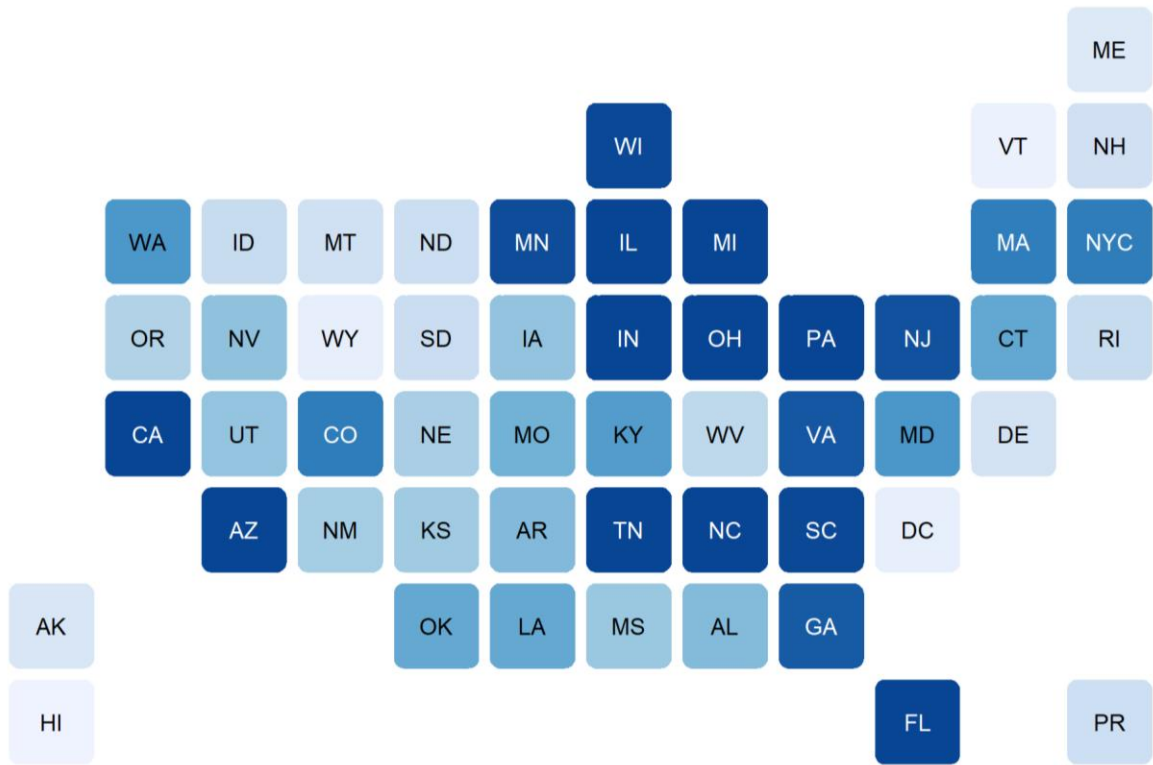 ME
WI VT NH
WA ID MT ND MN IL MI MA NYC
OR NV WY SD IA IN OH PA NJ CT RI
CA UT CO NE MO KY WV VA MD DE
AZ NM KS AR TN NC SC DC
AK OK LA MS AL GA
HI FL PR